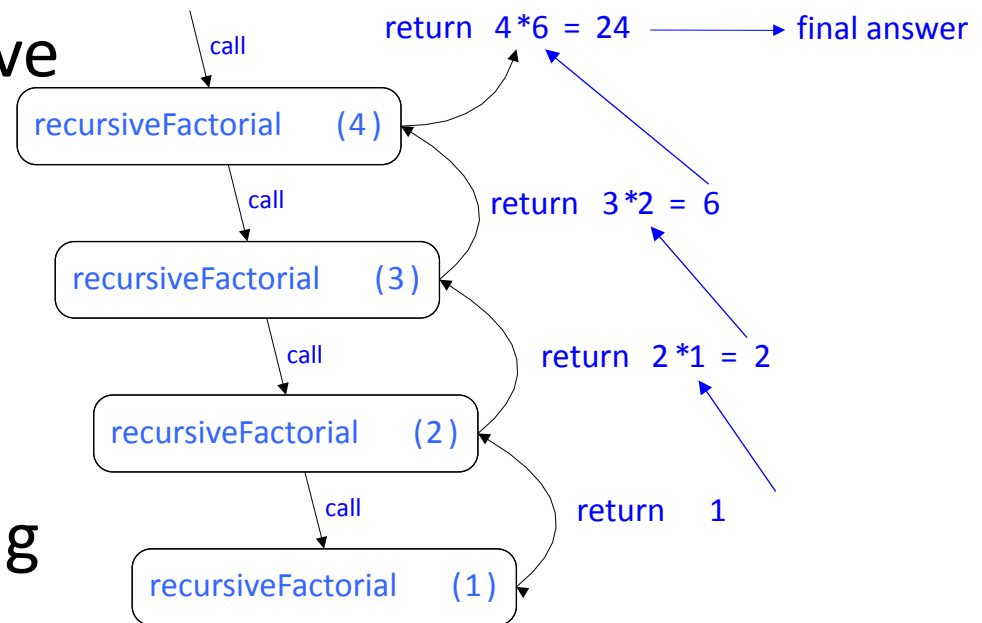 return 4*6 = 24 final answer
call
ve
recursiveFactorial (4)
call
return 3*2 = 6
recursiveFactorial (3)
call
return 2*1 = 2
recursiveFactorial (2)
call
return 1
g
recursiveFactorial (1)